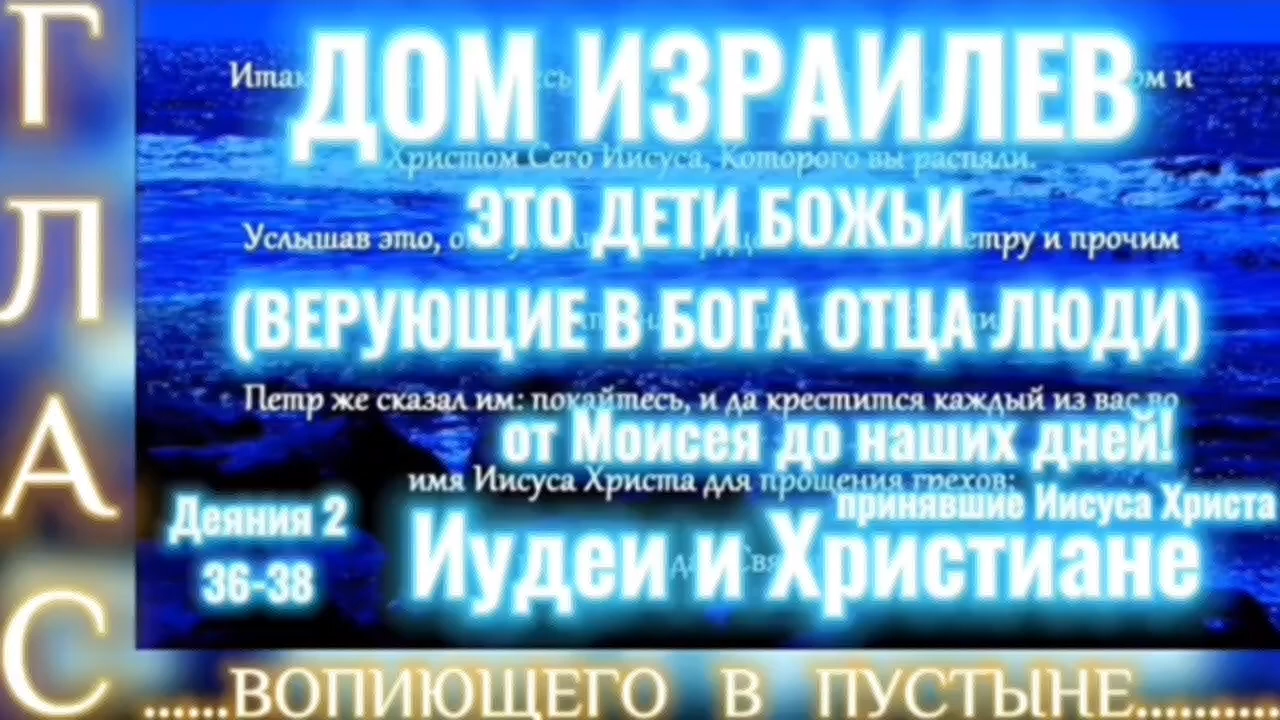 ГЛАС
Итак
ом и
ДОМ ИЗРАИЛЕВ
Христом Сего Иисуса, Которого вы распяли.
ЭТО ДЕТИ БОЖЬИ
Услышав это,
и прочим
(ВЕРУЮЩИЕ В БОГА ОТЦА ЛЮДИ)
Петр же сказал им: покайтесь, и да крестится каждый из вас во
от Моисея до наших дней!
имя Иисуса Христа для прощения грехов;
принявшие Иисуса Христа
Деяния 2
36-38
Иудеи и Христиане
......ВОПИЮЩЕГО В ПУСТЫНЕ..........